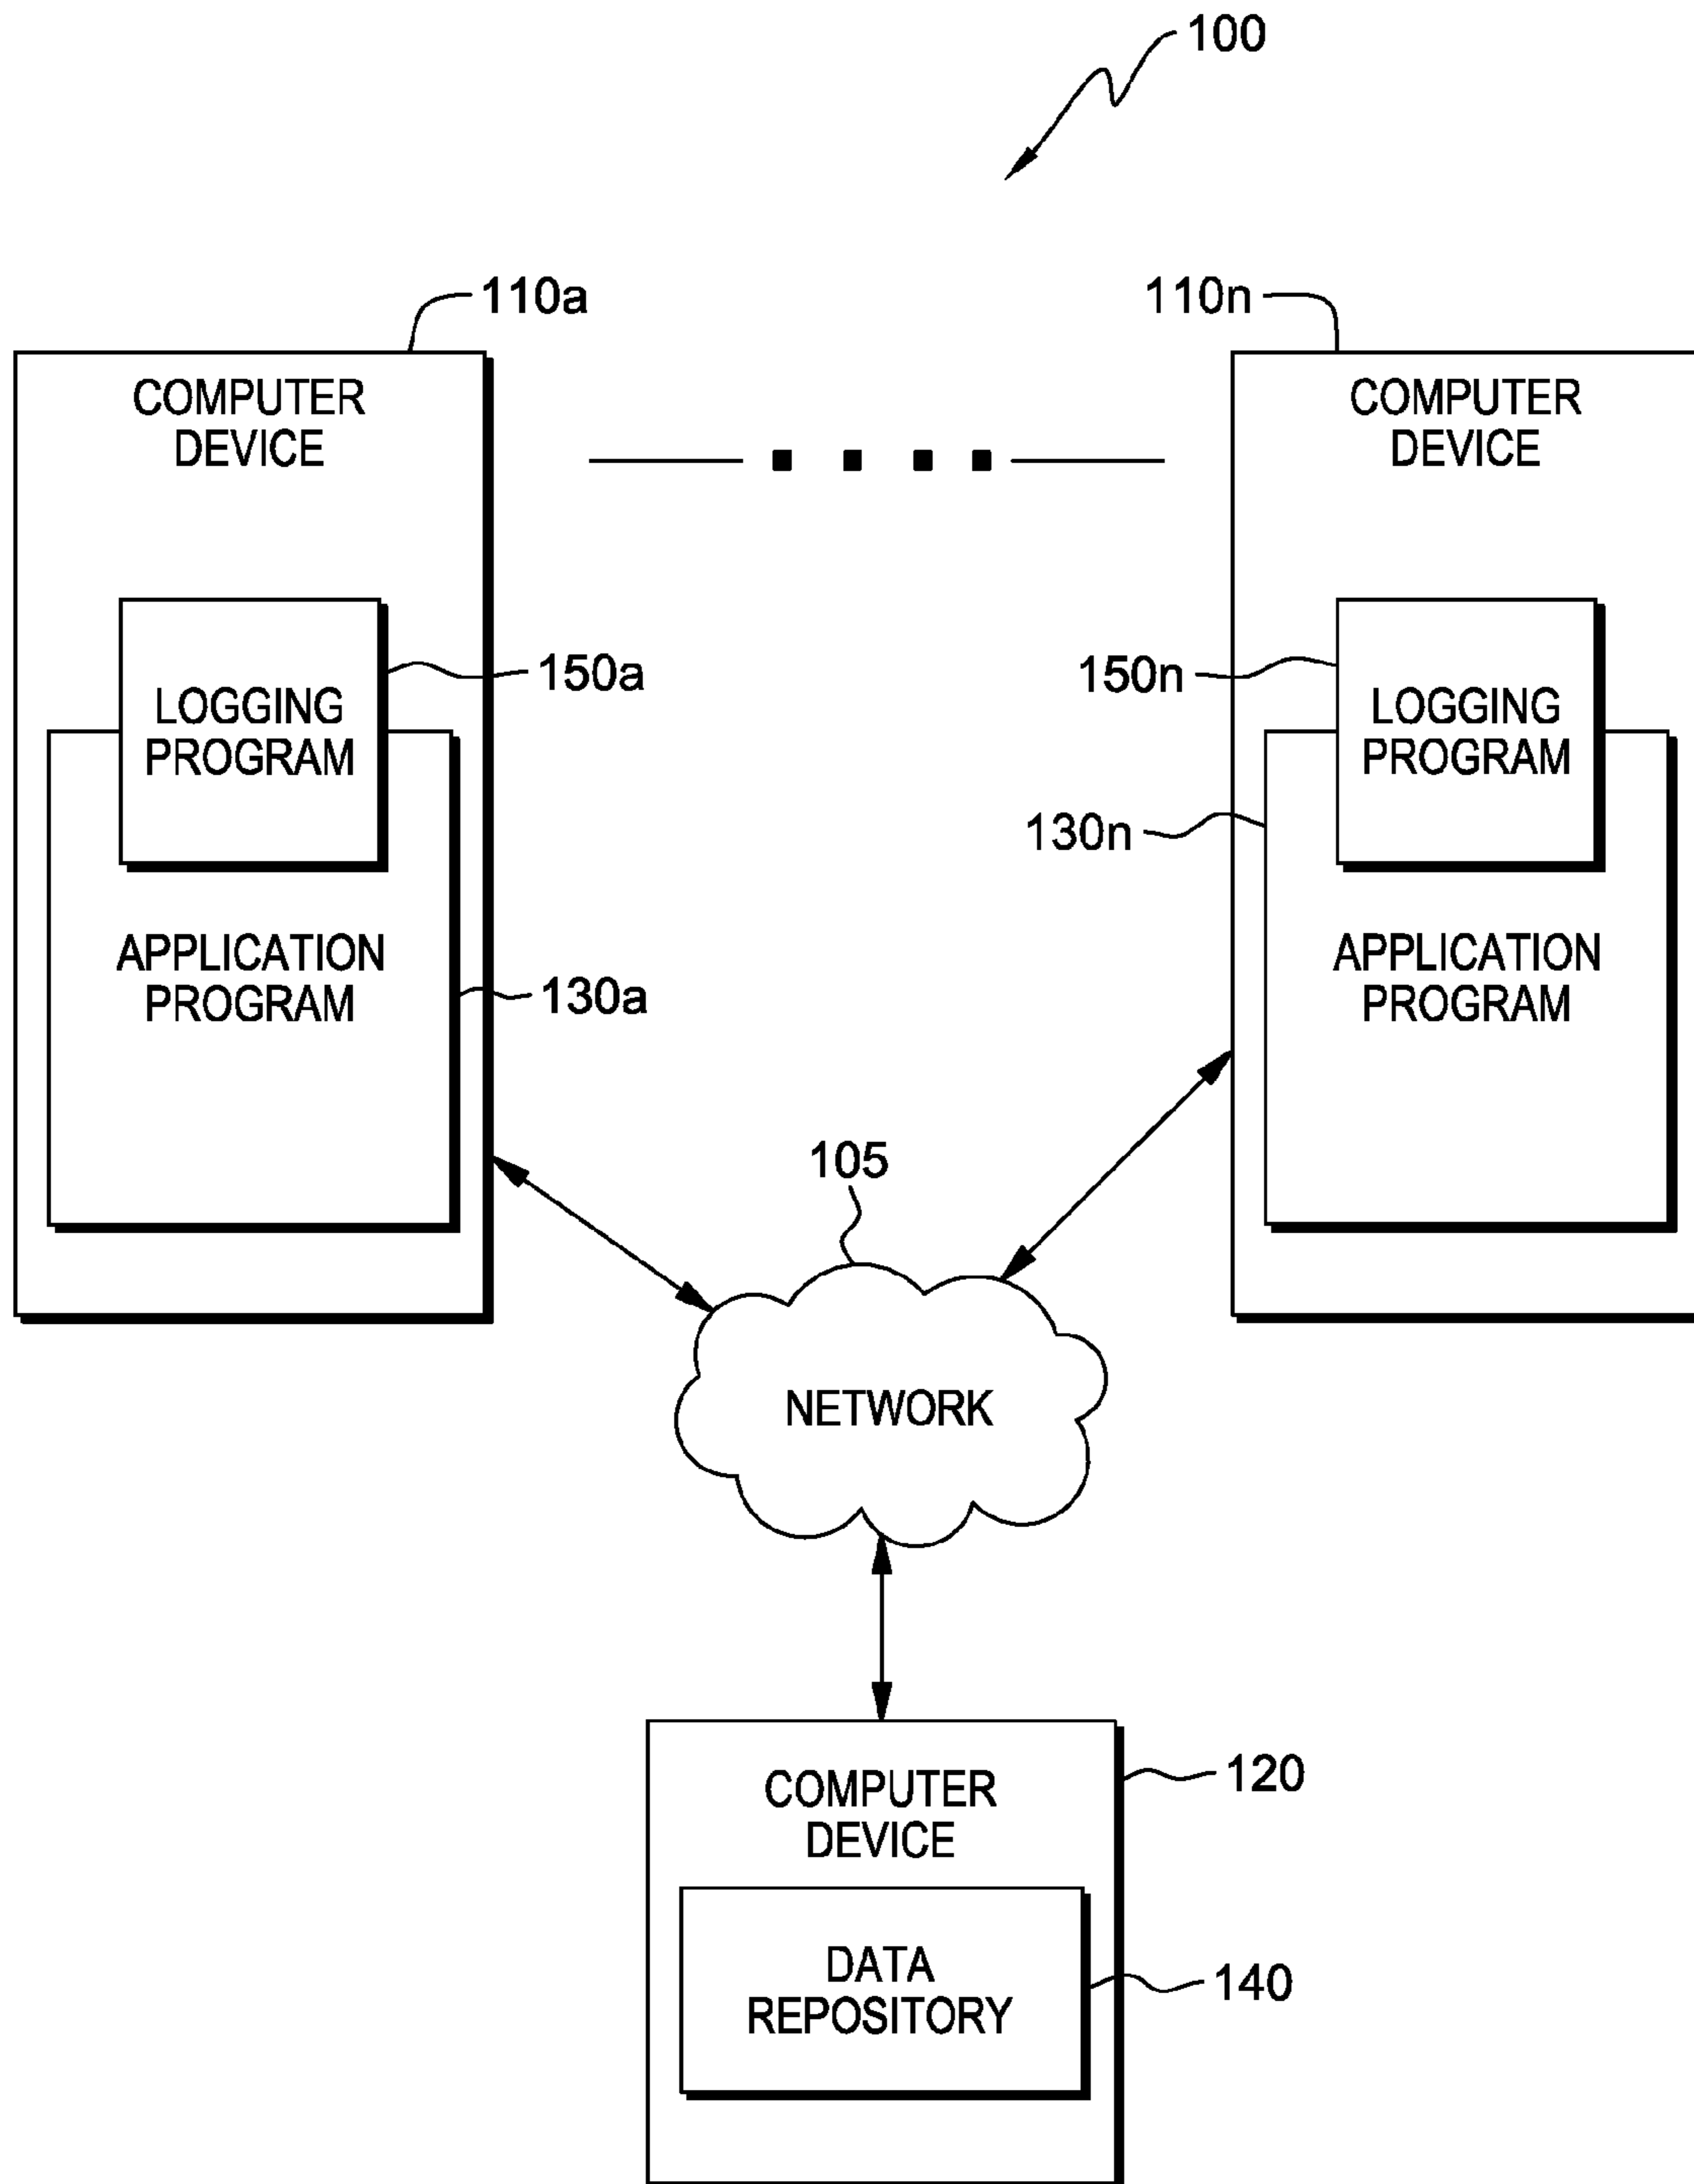 100
110a
110n
COMPUTER
DEVICE
COMPUTER
DEVICE
LOGGING
PROGRAM
150a
150n
LOGGING
PROGRAM
130n
APPLICATION
PROGRAM
130a
APPLICATION
PROGRAM
105
NETWORK
COMPUTER
DEVICE
120
DATA
REPOSITORY
140